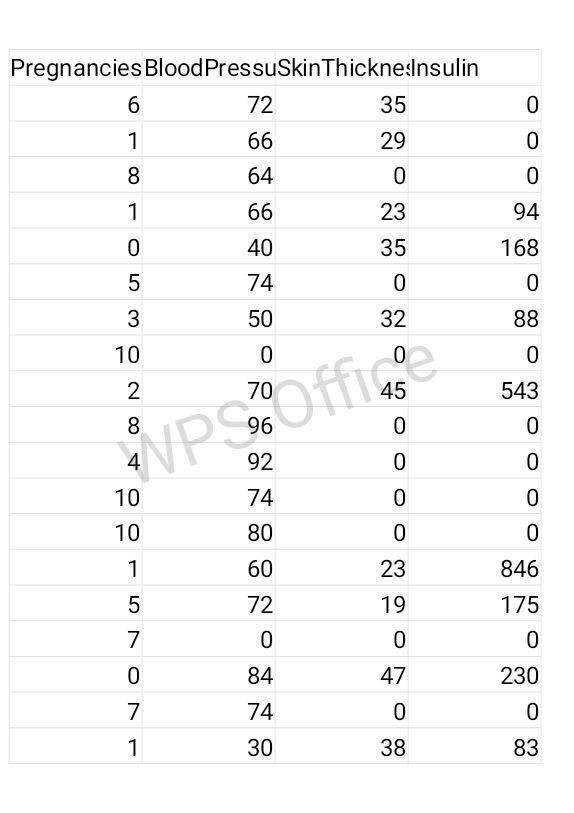 Pregnancies BloodPressu SkinThicknes Insulin
6 72 35 0
1 66 29 0
8 64 0 0
1 66 23 94
0 40 35 168
5 74 0 0
3 50 32 88
10 0 0 0
2 70 45 543
8 96 0 0
4 92 0 0
10 74 0 0
10 80 0 0
1 60 23 846
5 72 19 175
7 0 0 0
0 84 47 230
7 74 0 0
1 30 38 83
WPS Office